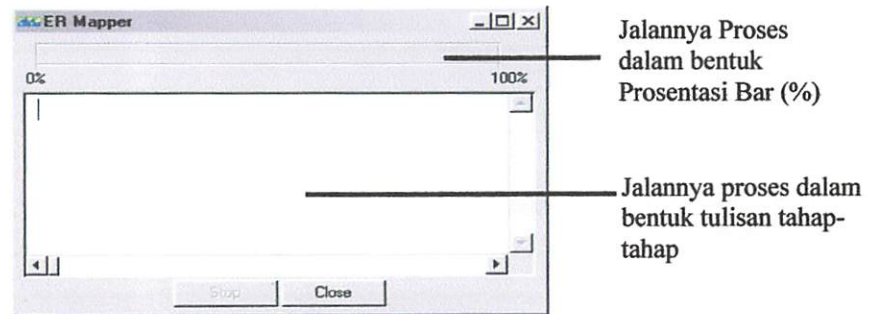 ER Mapper
0%
100%
Stop
Close
Jalannya Proses
dalam bentuk
Prosentasi Bar (%)
Jalannya proses dalam
bentuk tulisan tahap-
tahap